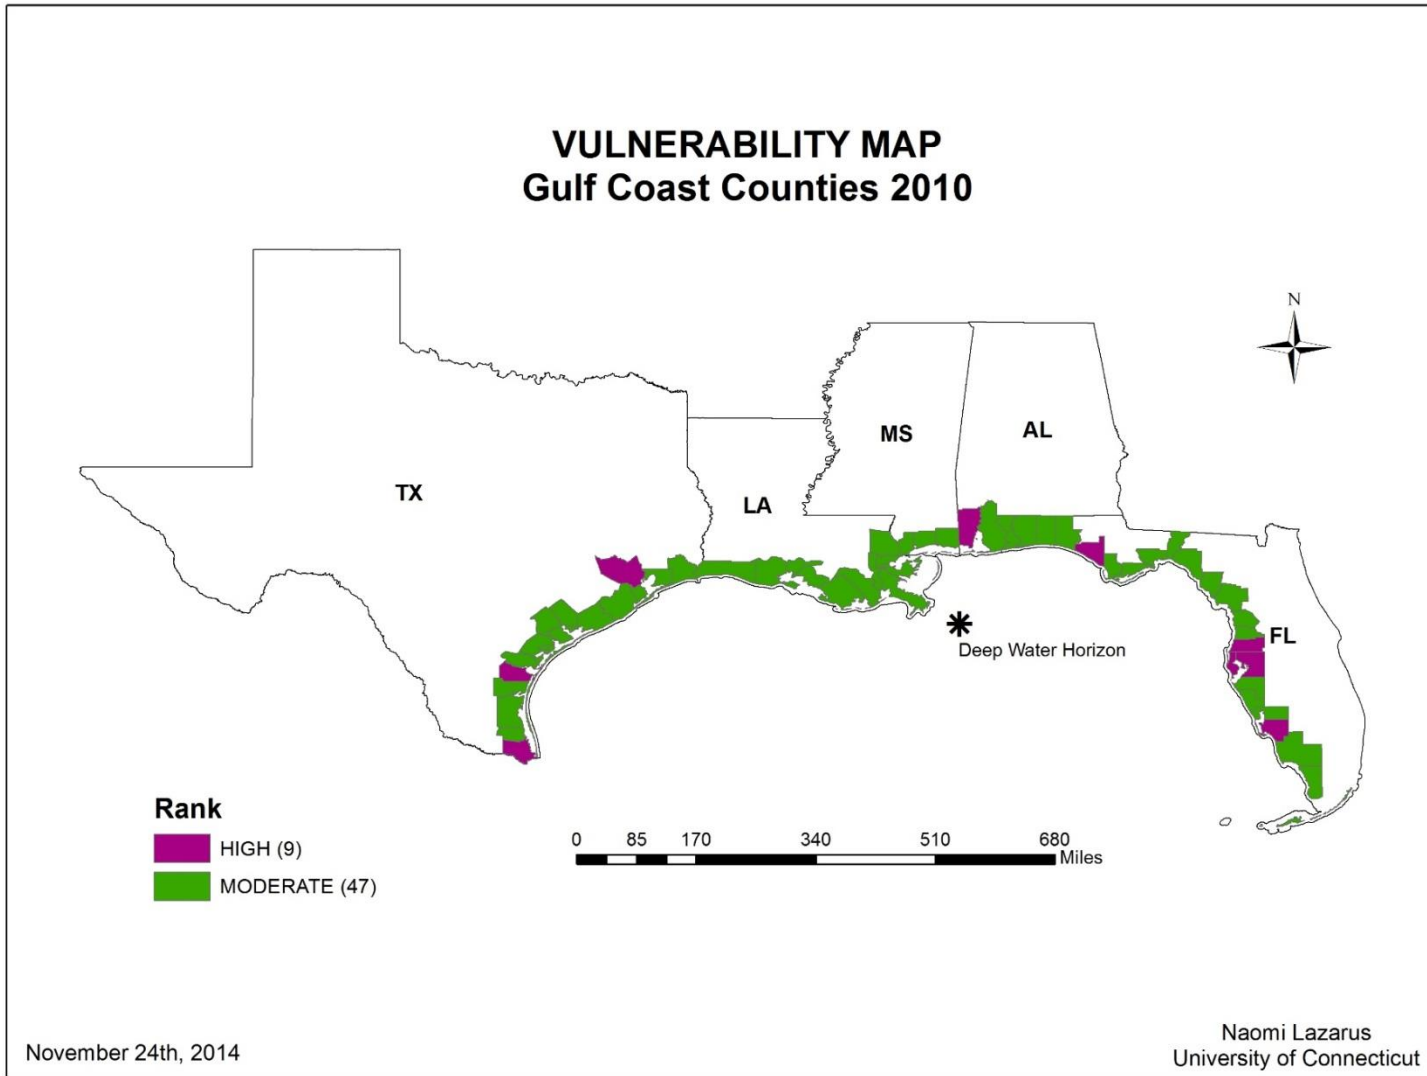 VULNERABILITY MAP
Gulf Coast Counties 2010
N
MS
AL
TX
LA
FL
Deep Water Horizon
Rank
HIGH (9)
MODERATE (47)
0 85 170 340 510 680
Miles
November 24th, 2014
Naomi Lazarus
University of Connecticut